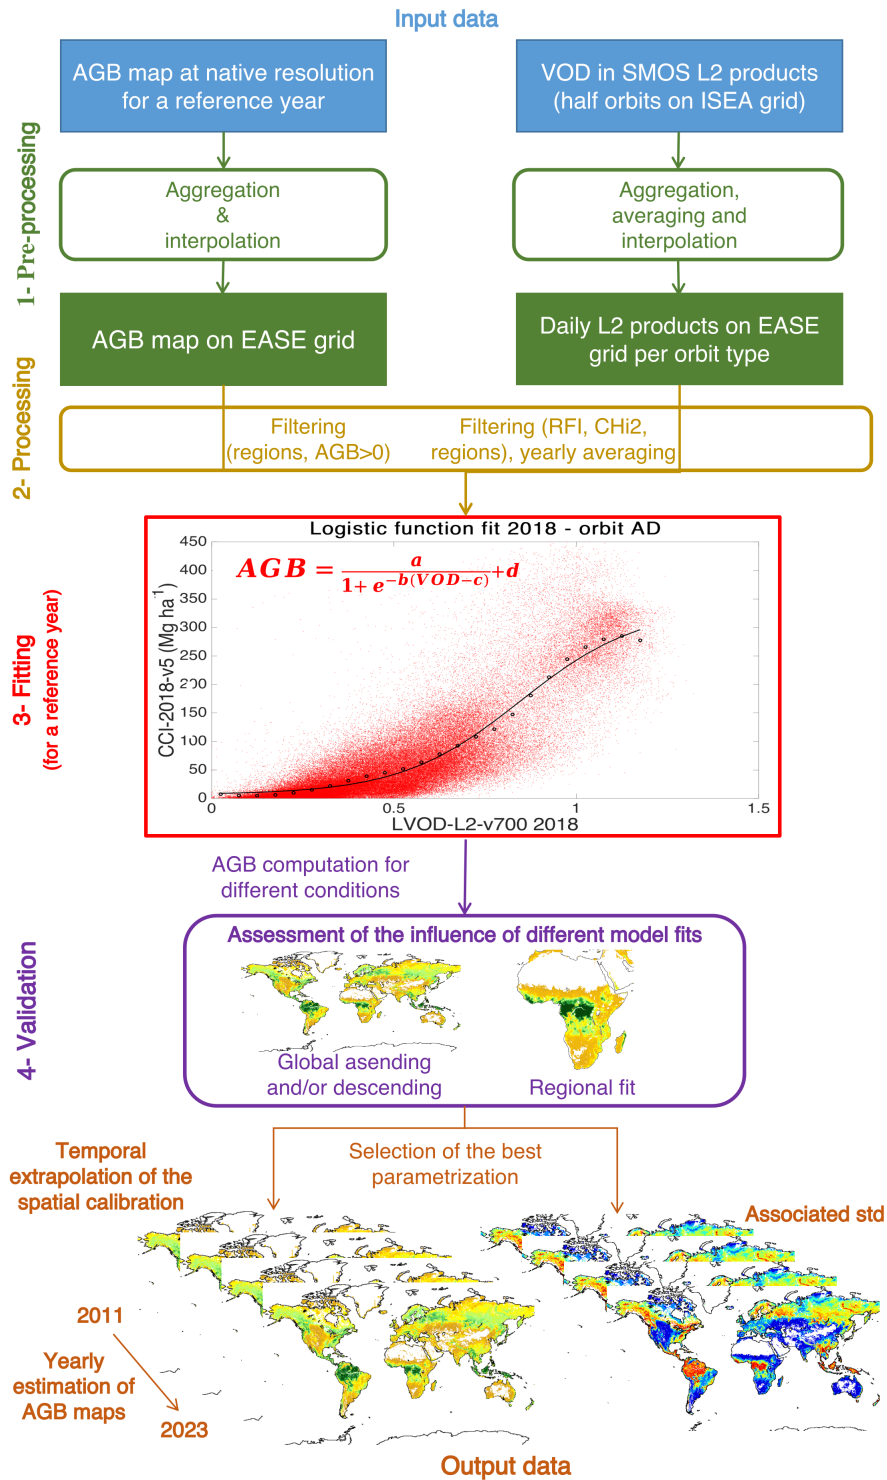 Input data
AGB map at native resolution
for a reference year
VOD in SMOS L2 products
(half orbits on ISEA grid)
1- Pre-processing
Aggregation
&
interpolation
Aggregation,
averaging and
interpolation
AGB map on EASE grid
Daily L2 products on EASE
grid per orbit type
2- Processing
Filtering
(regions, AGB>0)
Filtering (RFI, CHi2,
regions), yearly averaging
3- Fitting
(for a reference year)
Logistic function fit 2018 - orbit AD
AGB = a / 1+ e^-b(VOD-c) + d
CCI-2018-v5 (Mg ha-1)
450
400
350
300
250
200
150
100
50
0
0 0.5 1 1.5
LVOD-L2-v700 2018
AGB computation for
different conditions
4- Validation
Assessment of the influence of different model fits
Global asending
and/or descending
Regional fit
Temporal
extrapolation of the
spatial calibration
Selection of the best
parametrization
Associated std
2011
Yearly
estimation of
AGB maps
2023
Output data